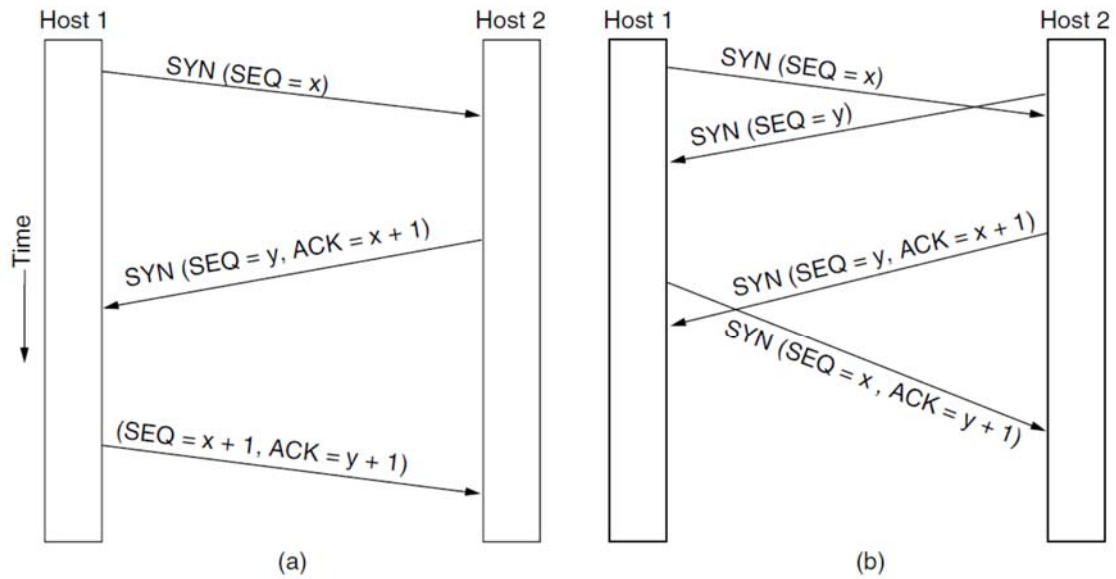 Host 1
Host 2
SYN (SEQ = x)
SYN (SEQ = y, ACK = x + 1)
(SEQ = x + 1, ACK = y + 1)
Time
(a)
Host 1
Host 2
SYN (SEQ = x)
SYN (SEQ = y)
SYN (SEQ = y, ACK = x + 1)
SYN (SEQ = x , ACK = y + 1)
(b)